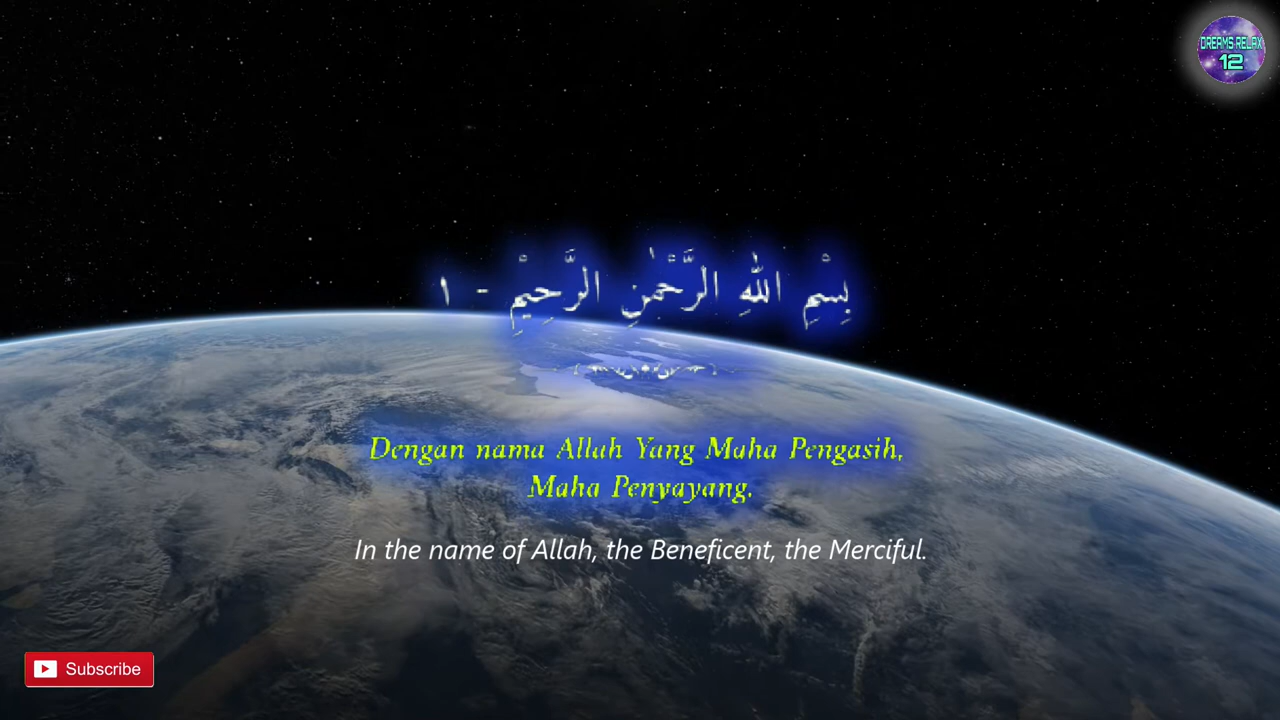 DREAMS RELAX
12
بِسْمِ اللّٰهِ الرَّحْمٰنِ الرَّحِيْمِ - ١
Dengan nama Allah Yang Maha Pengasih,
Maha Penyayang.
In the name of Allah, the Beneficent, the Merciful.
Subscribe